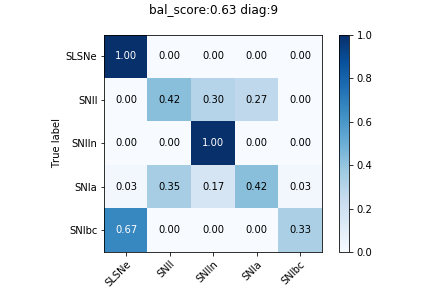 bal_score:0.63 diag:9
True label
SLSNe 1.00 0.00 0.00 0.00 0.00
SNII 0.00 0.42 0.30 0.27 0.00
SNIIn 0.00 0.00 1.00 0.00 0.00
SNIa 0.03 0.35 0.17 0.42 0.03
SNIbc 0.67 0.00 0.00 0.00 0.33
SLSNe SNII SNIIn SNIa SNIbc
1.0
0.8
0.6
0.4
0.2
0.0